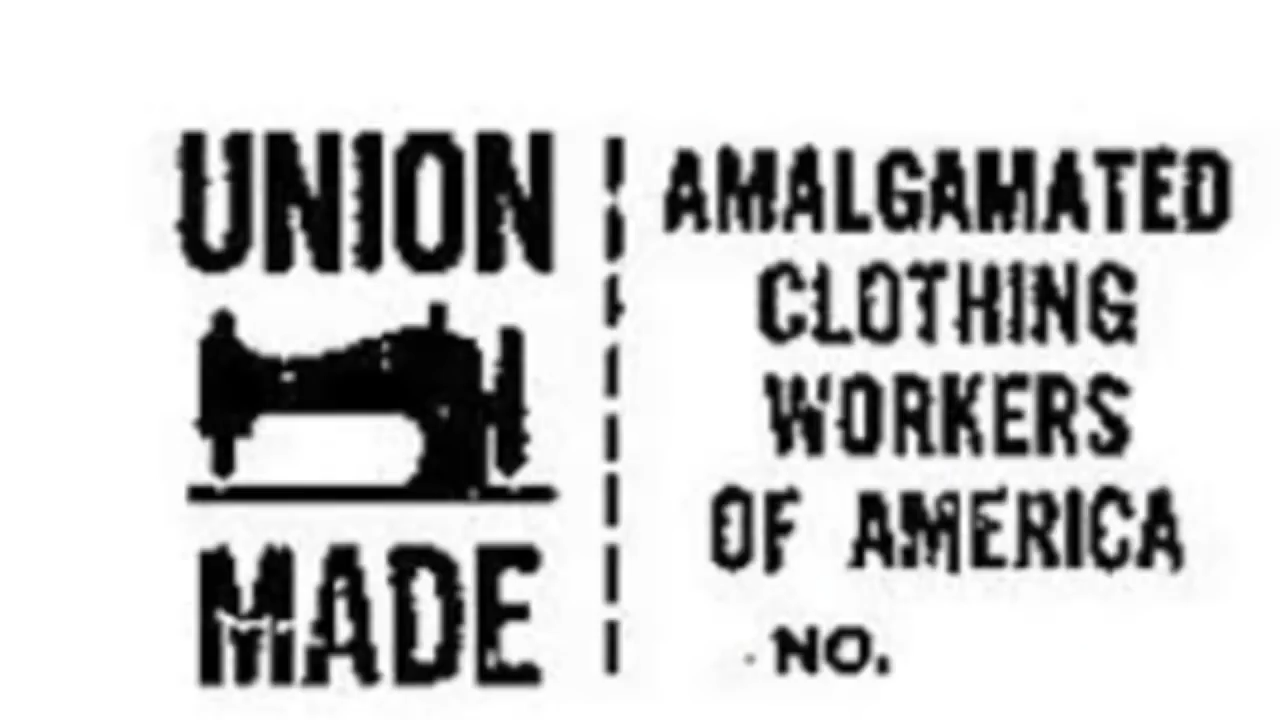 UNION
MADE
AMALGAMATED
CLOTHING
WORKERS
OF AMERICA
NO.